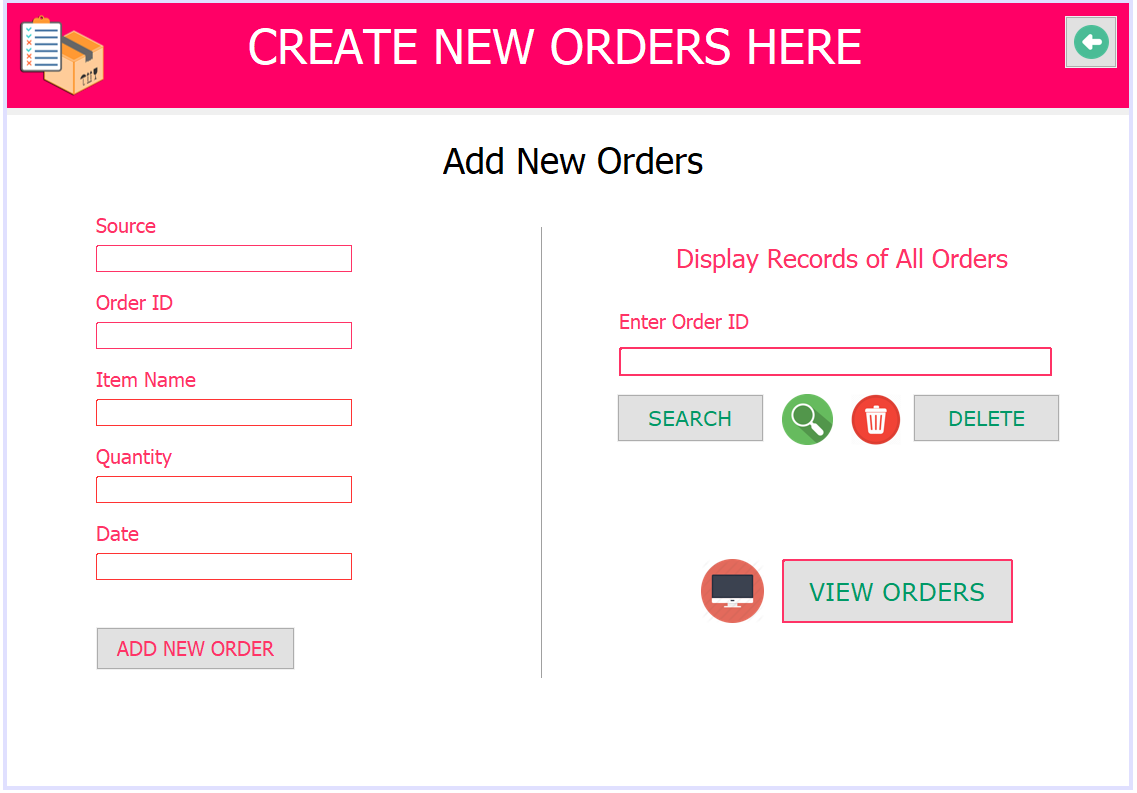 CREATE NEW ORDERS HERE
Add New Orders
Source
Order ID
Item Name
Quantity
Date
ADD NEW ORDER
Display Records of All Orders
Enter Order ID
SEARCH
DELETE
VIEW ORDERS